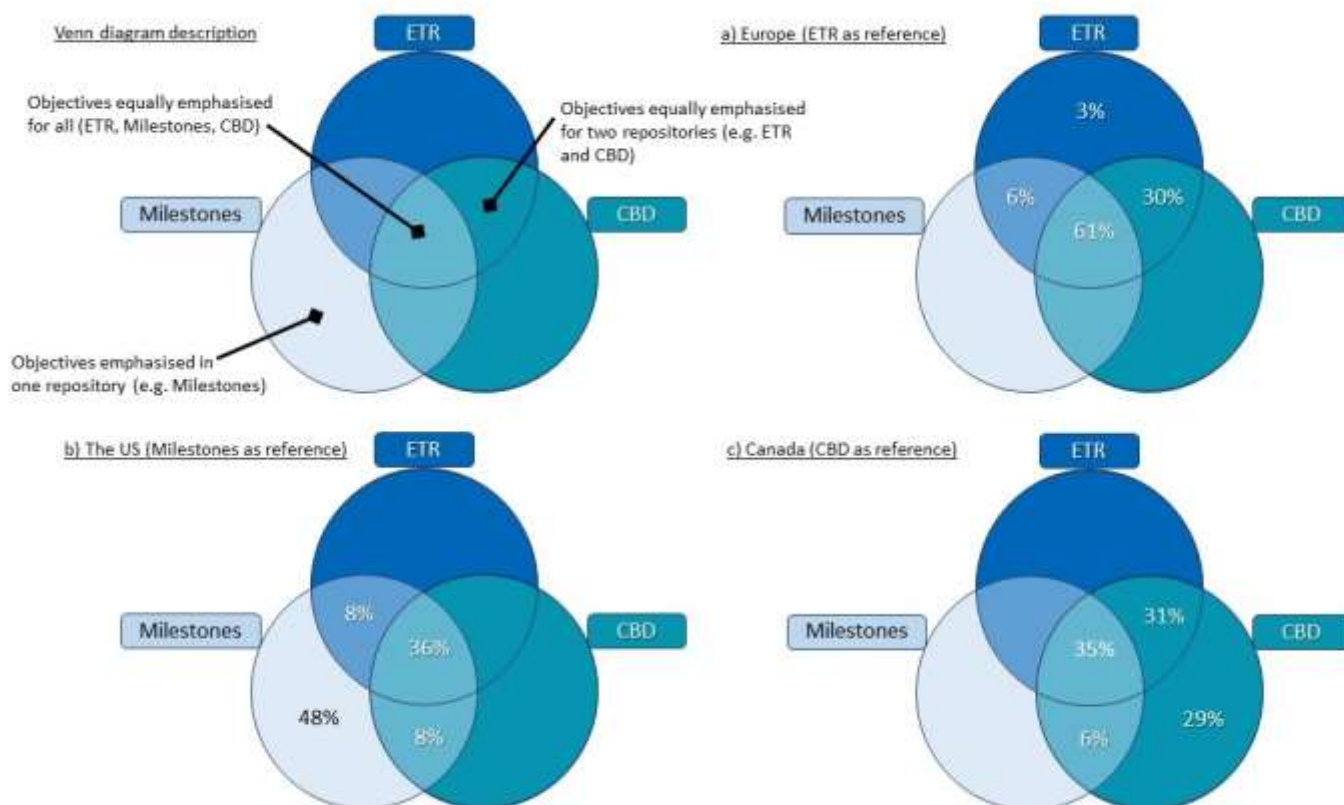 Venn diagram description
ETR
Objectives equally emphasised
for all (ETR, Milestones, CBD)
Objectives equally emphasised
for two repositories (e.g. ETR
and CBD)
Milestones
CBD
Objectives emphasised in
one repository (e.g. Milestones)
a) Europe (ETR as reference)
ETR
3%
6%
30%
61%
Milestones
CBD
b) The US (Milestones as reference)
ETR
8%
Milestones
36%
CBD
48%
8%
c) Canada (CBD as reference)
ETR
31%
Milestones
35%
CBD
29%
6%